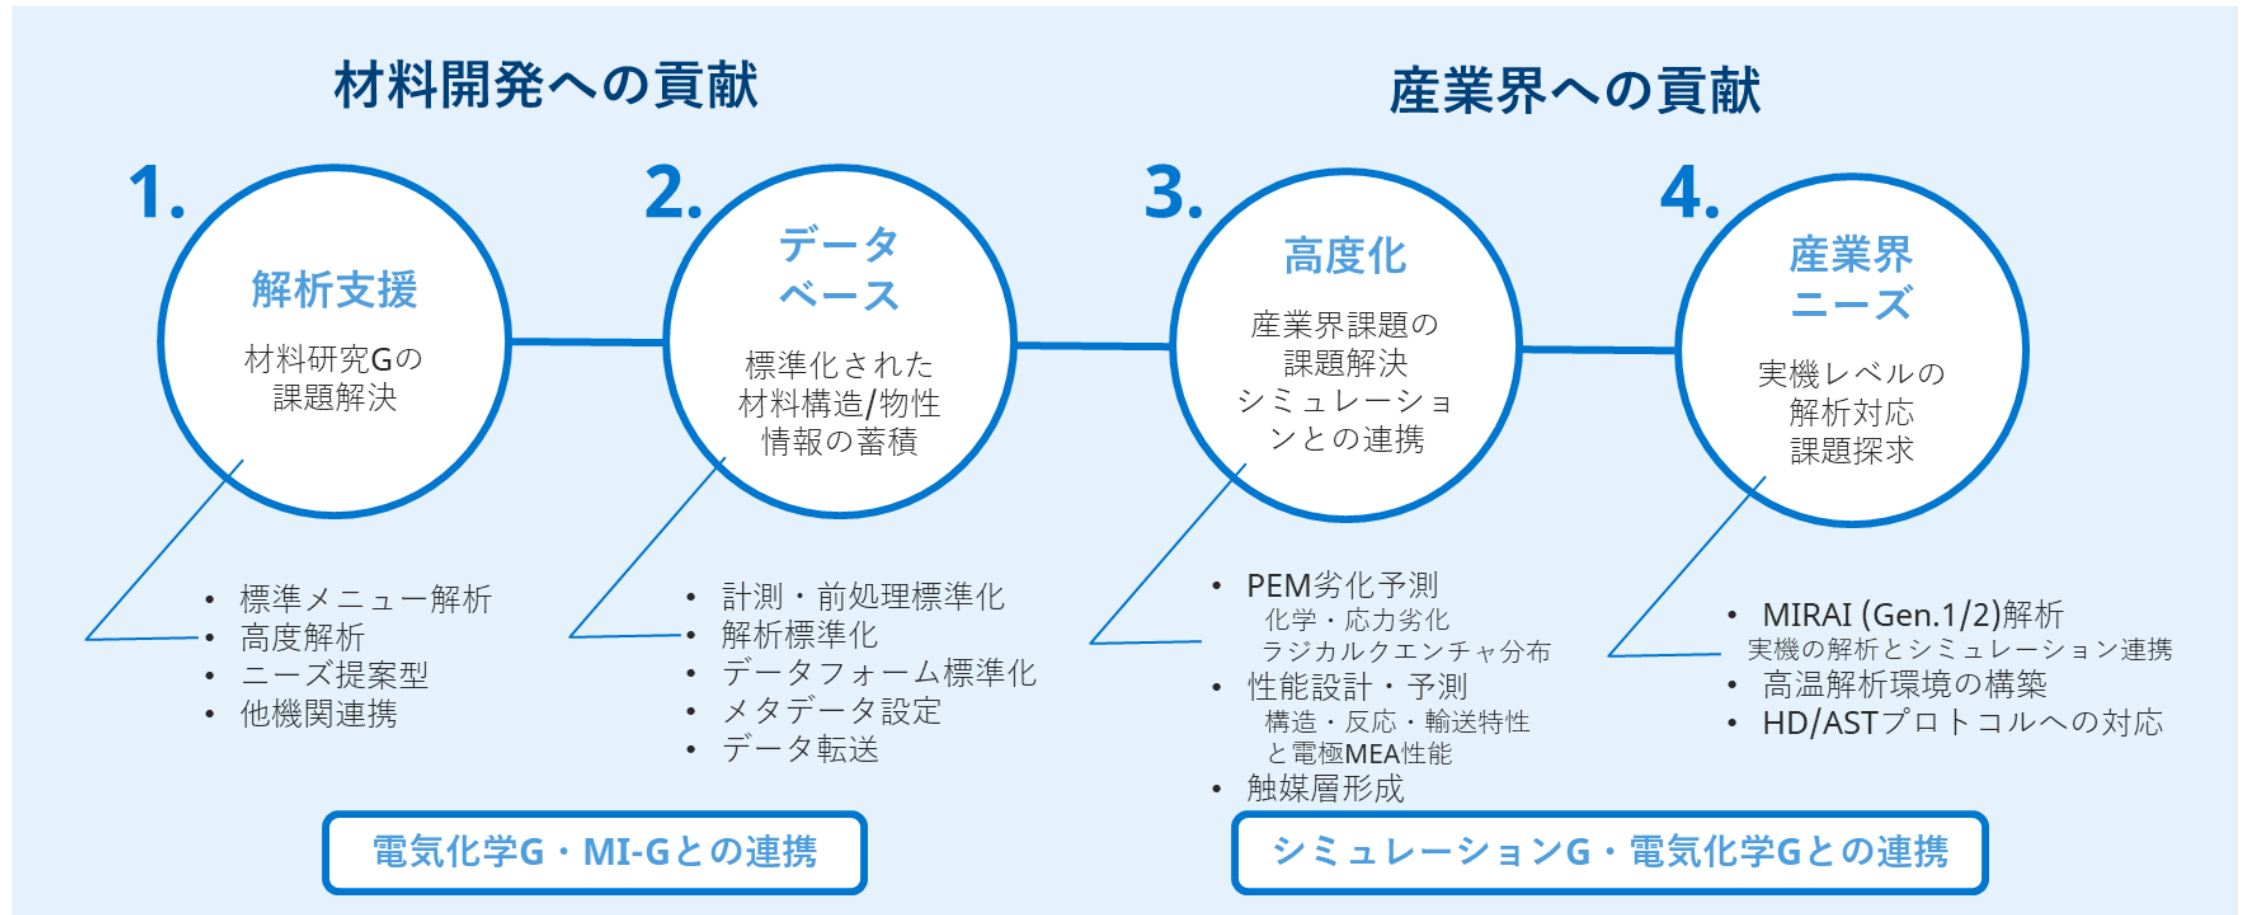 材料開発への貢献
産業界への貢献
1.
解析支援
材料研究Gの
課題解決
2.
データ
ベース
標準化された
材料構造/物性
情報の蓄積
3.
高度化
産業界課題の
課題解決
シミュレーショ
ンとの連携
4.
産業界
ニーズ
実機レベルの
解析対応
課題探求
• 標準メニュー解析
• 高度解析
• ニーズ提案型
• 他機関連携
• 計測・前処理標準化
• 解析標準化
• データフォーム標準化
• メタデータ設定
• データ転送
• PEM劣化予測
化学・応力劣化
ラジカルクエンチャ分布
• 性能設計・予測
構造・反応・輸送特性
と電極MEA性能
• 触媒層形成
• MIRAI (Gen.1/2)解析
実機の解析とシミュレーション連携
• 高温解析環境の構築
• HD/ASTプロトコルへの対応
電気化学G・MI-Gとの連携
シミュレーションG・電気化学Gとの連携